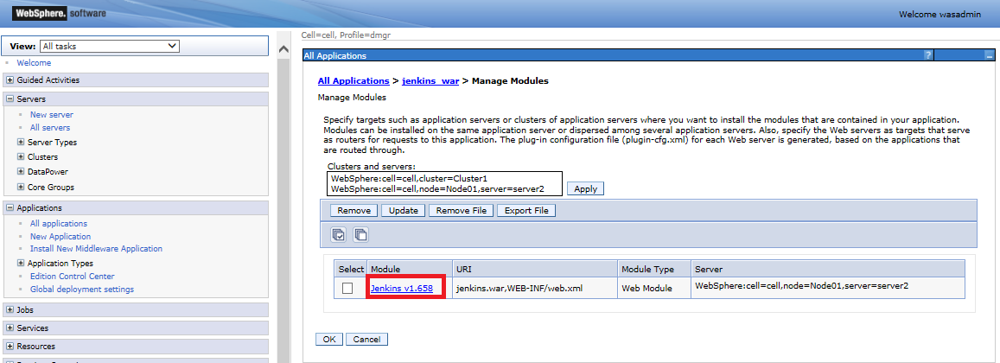 WebSphere. software
Welcome wasadmin
View: All tasks
Welcome
Guided Activities
Servers
New server
All servers
Server Types
Clusters
DataPower
Core Groups
Applications
All applications
New Application
Install New Middleware Application
Application Types
Edition Control Center
Global deployment settings
Jobs
Services
Resources
Cell=cell, Profile=dmgr
All Applications
?
All Applications > jenkins_war > Manage Modules
Manage Modules
Specify targets such as application servers or clusters of application servers where you want to install the modules that are contained in your application.
Modules can be installed on the same application server or dispersed among several application servers. Also, specify the Web servers as targets that serve
as routers for requests to this application. The plug-in configuration file (plugin-cfg.xml) for each Web server is generated, based on the applications that
are routed through.
Clusters and servers:
WebSphere:cell=cell,cluster=Cluster1
WebSphere:cell=cell,node=Node01,server=server2
Apply
Remove Update Remove File Export File
Select Module URI Module Type Server
Jenkins v1.658 jenkins.war,WEB-INF/web.xml Web Module WebSphere:cell=cell,node=Node01,server=server2
OK Cancel